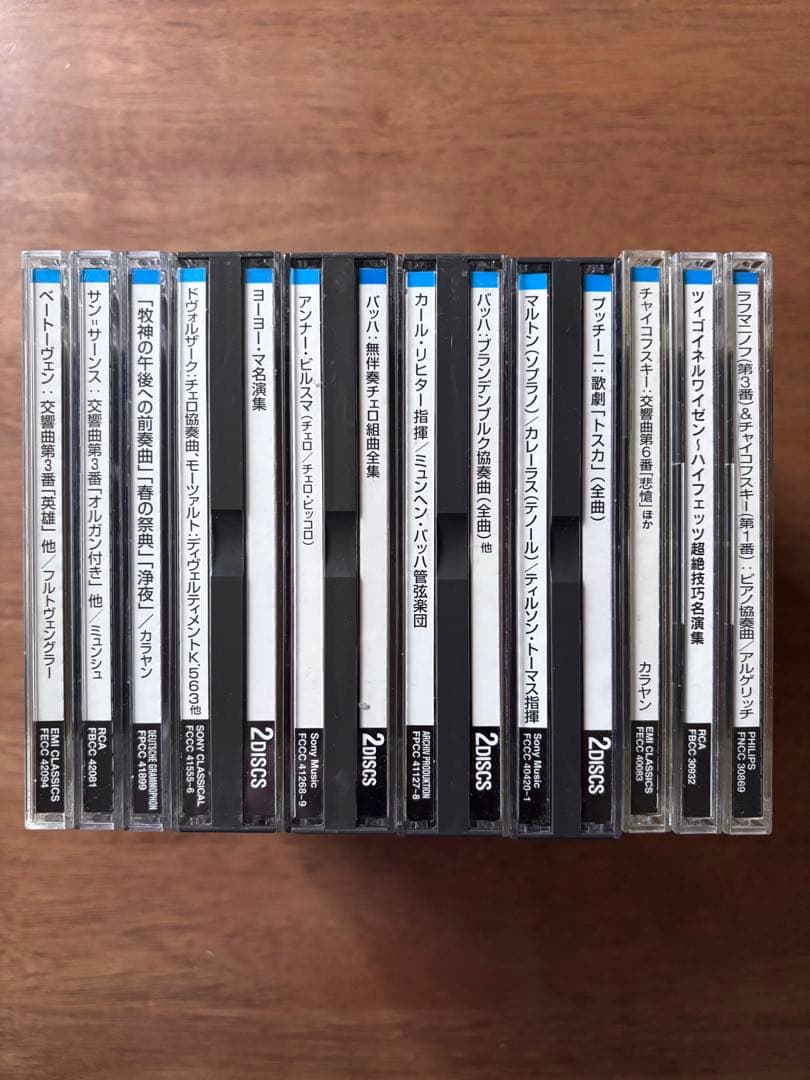 ベートーヴェン：交響曲第3番「英雄」 他／フルトヴェングラー
EMI CLASSICS
FECC 42094
サン=サーンス：交響曲第3番「オルガン付き」 他／ミュンシュ
RCA
FBCC 42081
「牧神の午後への前奏曲」「春の祭典」「浄夜」／カラヤン
DEUTSCHE GRAMMOPHON
FPCC 41899
ドヴォルザーク：チェロ協奏曲、モーツァルト：ディヴェルティメントK.563 他
SONY CLASSICAL
FCCC 41555-6
ヨーヨー・マ名演集
2DISCS
アンナー・ビルスマ（チェロ／チェロ・ピッコロ）
Sony Music
FCCC 41268-9
バッハ：無伴奏チェロ組曲全集
2DISCS
カール・リヒター指揮／ミュンヘン・バッハ管弦楽団
ARCHIV PRODUKTION
FPCC 41127-8
バッハ：ブランデンブルク協奏曲（全曲）他
2DISCS
マルトン（ソプラノ）／カレーラス（テノール）／ティルソン・トーマス指揮
Sony Music
FCCC 40420-1
プッチーニ：歌劇「トスカ」（全曲）
2DISCS
チャイコフスキー：交響曲第6番「悲愴」ほか カラヤン
EMI CLASSICS
FECC 40083
ツィゴイネルワイゼン～ハイフェッツ超絶技巧名演集
RCA
FBCC 30932
ラフマニノフ（第3番）&チャイコフスキー（第1番）：ピアノ協奏曲／アルゲリッチ
PHILIPS
FNCC 30869